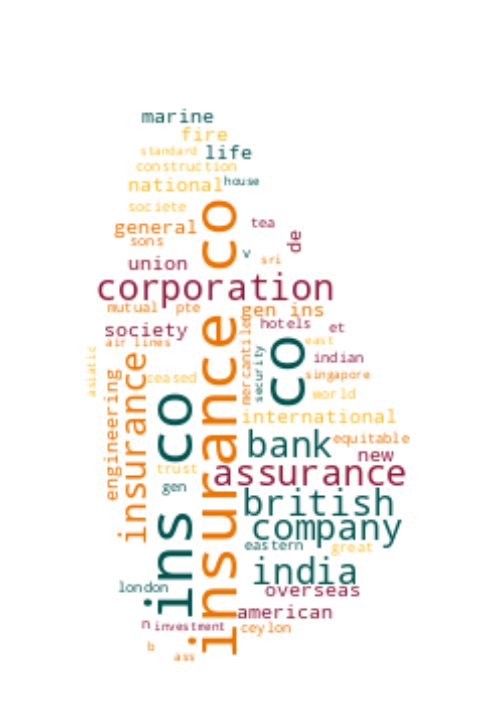 marine
fire
standard life
construction
national house
societe co
general tea
sons de
union v sri
corporation
mutual pte gen ins
society hotels et
air lines east
asiatic mercantile security co indian
ceased singapore
engineering insurance ins co insurance world
international
bank equitable
trust new
gen assurance
british
company
eastern great
india
london overseas
american
n investment ceylon
b
ass